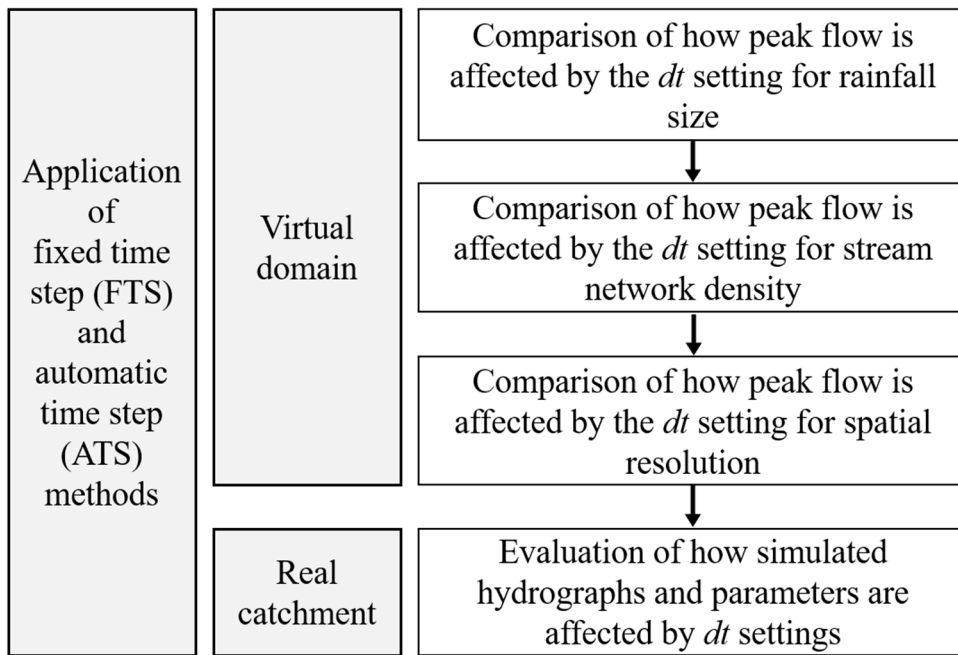 Application
of
fixed time
step (FTS)
and
automatic
time step
(ATS)
methods
Virtual
domain
Real
catchment
Comparison of how peak flow is
affected by the dt setting for rainfall
size
Comparison of how peak flow is
affected by the dt setting for stream
network density
Comparison of how peak flow is
affected by the dt setting for spatial
resolution
Evaluation of how simulated
hydrographs and parameters are
affected by dt settings